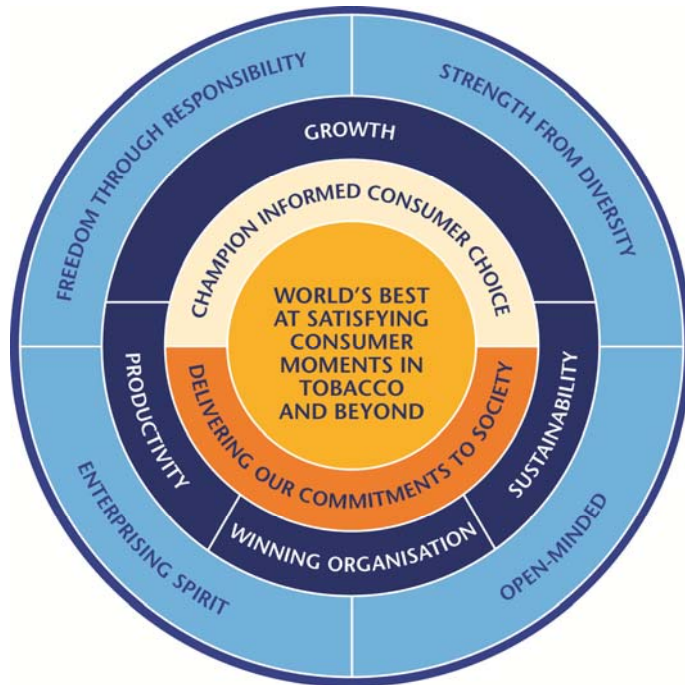 FREEDOM THROUGH RESPONSIBILITY
STRENGTH FROM DIVERSITY
GROWTH
CHAMPION INFORMED CONSUMER CHOICE
WORLD'S BEST
AT SATISFYING
CONSUMER
MOMENTS IN
TOBACCO
AND BEYOND
DELIVERING OUR COMMITMENTS TO SOCIETY
PRODUCTIVITY
SUSTAINABILITY
WINNING ORGANISATION
ENTERPRISING SPIRIT
OPEN-MINDED